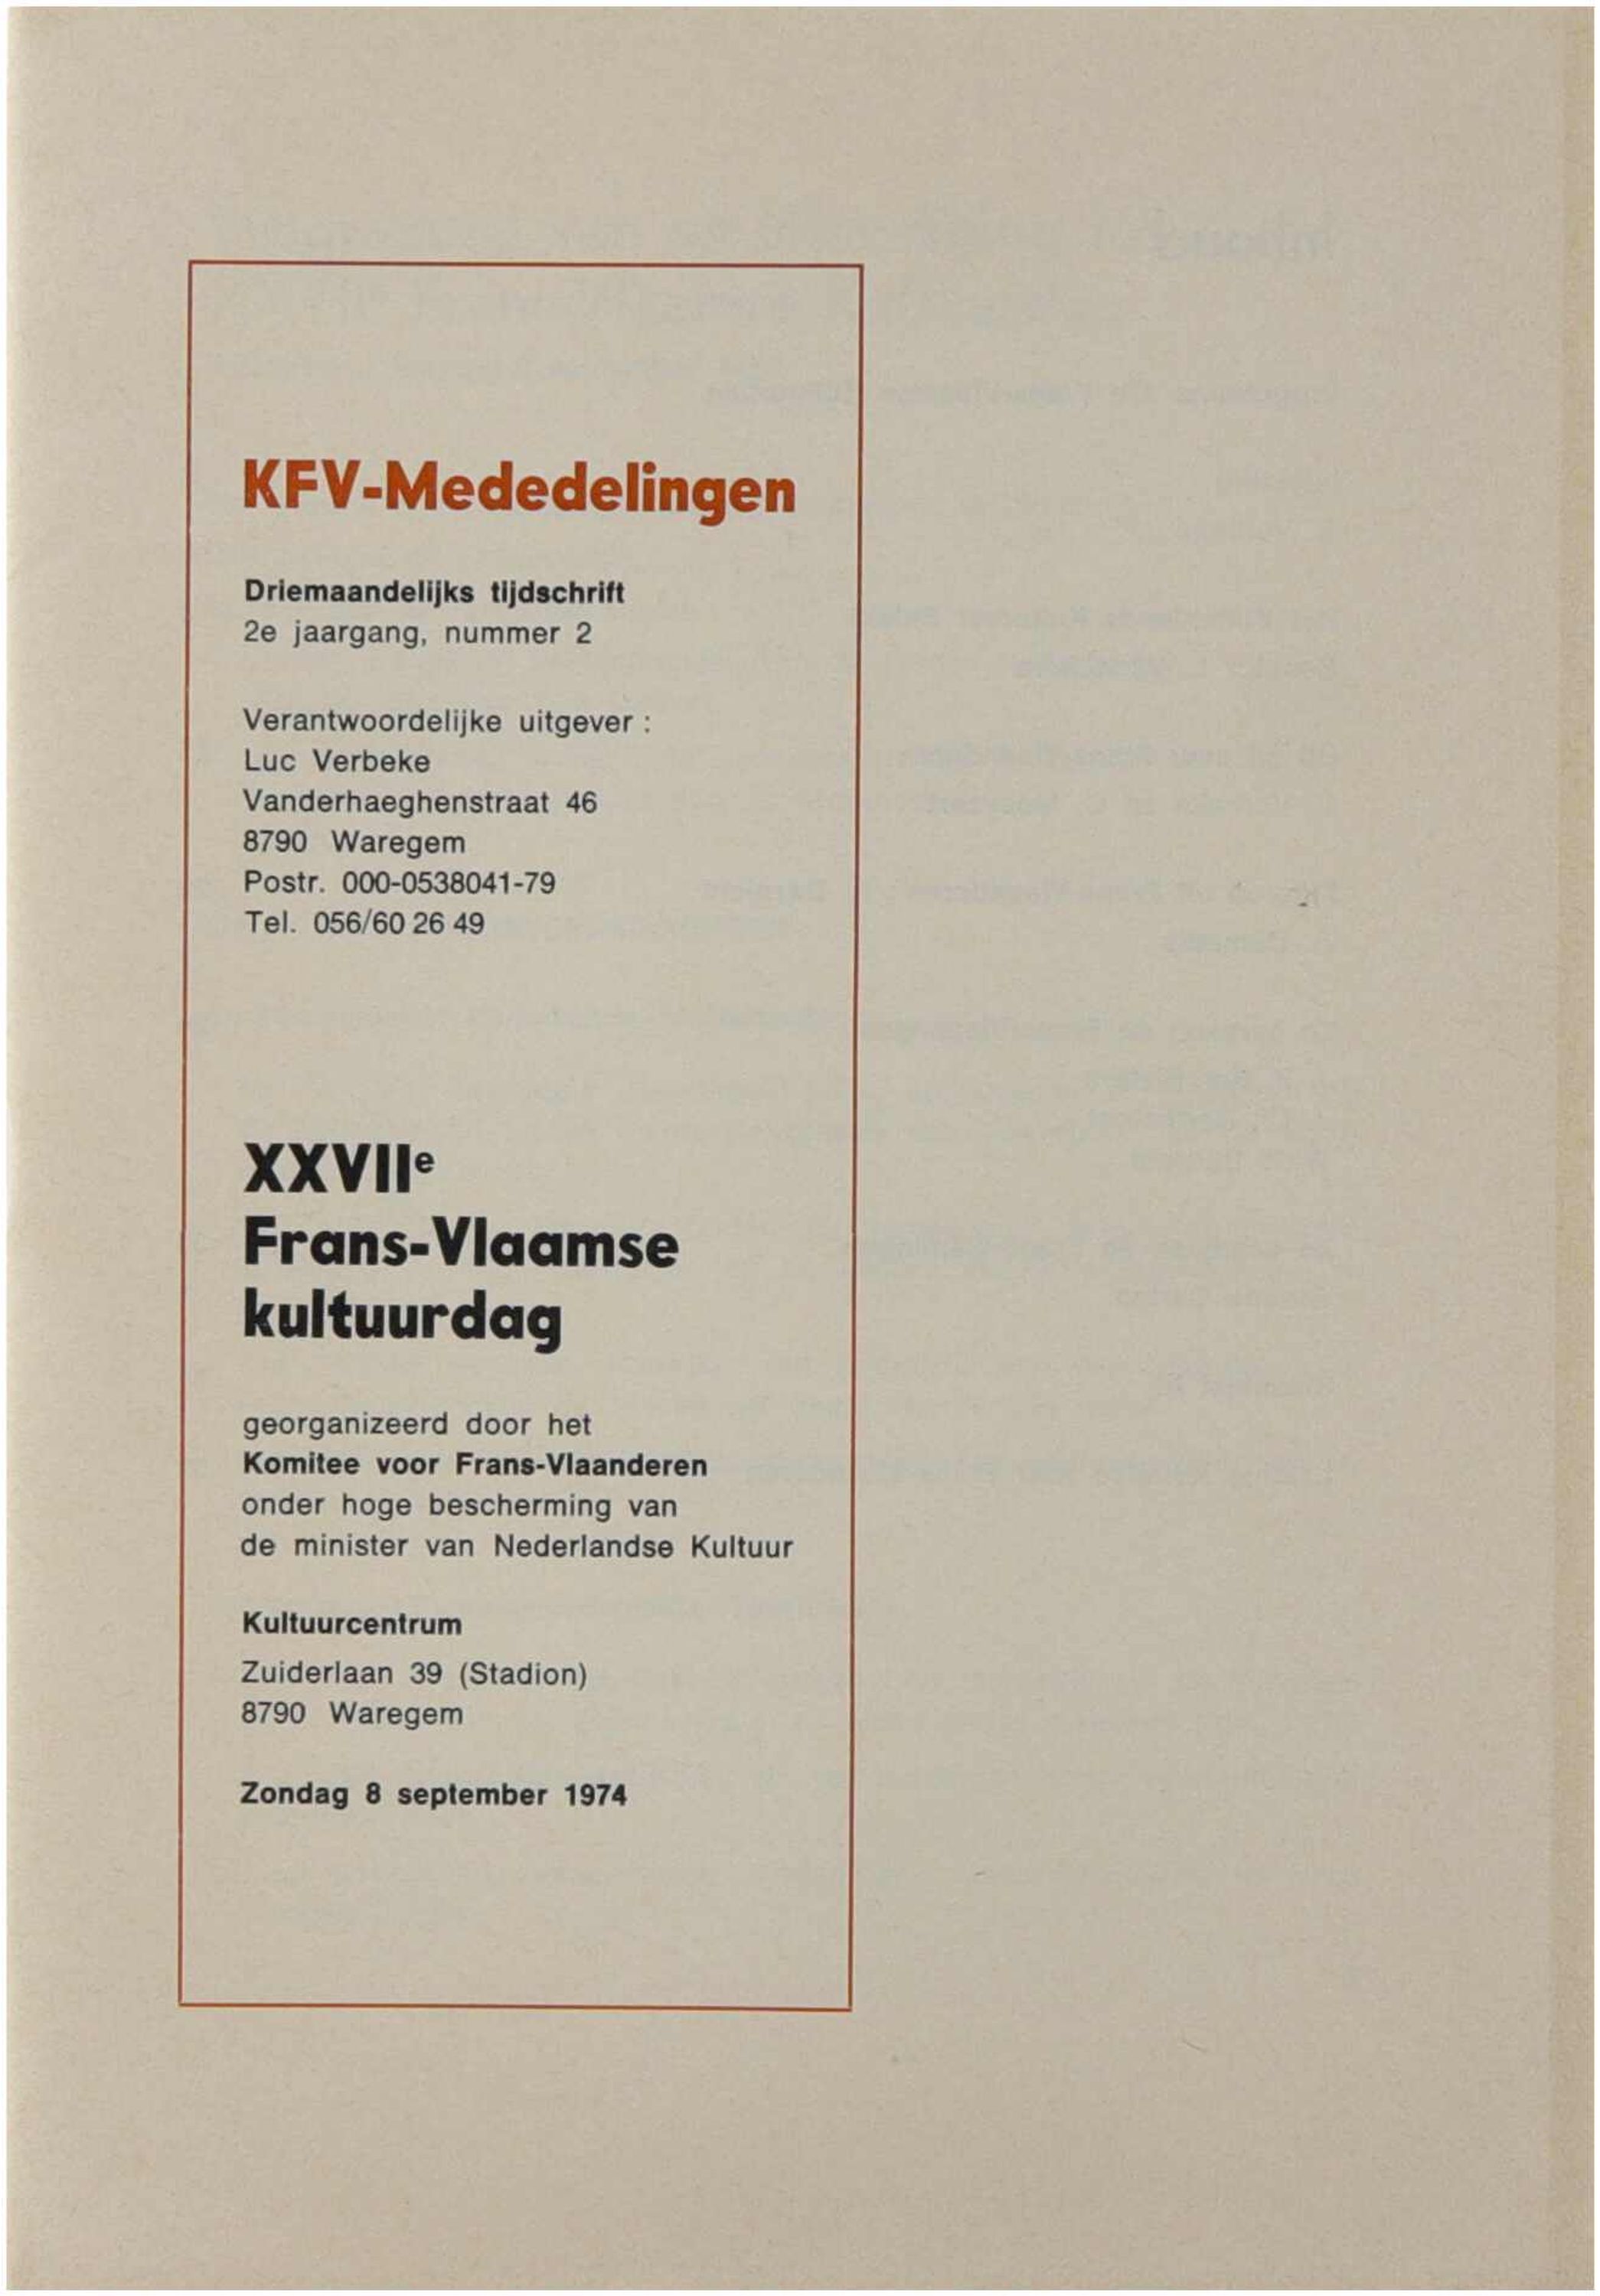 KFV-Mededelingen
Driemaandelijks tijdschrift
2e jaargang, nummer 2
Verantwoordelijke uitgever :
Luc Verbeke
Vanderhaeghenstraat 46
8790 Waregem
Postr. 000-0538041-79
Tel. 056/60 26 49
XXVIIe
Frans-Vlaamse
kultuurdag
georganizeerd door het
Komitee voor Frans-Vlaanderen
onder hoge bescherming van
de minister van Nederlandse Kultuur
Kultuurcentrum
Zuiderlaan 39 (Stadion)
8790 Waregem
Zondag 8 september 1974